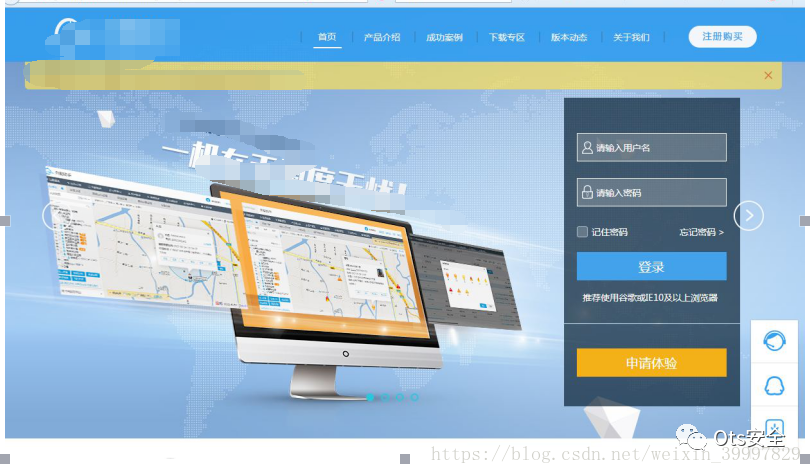 首页
产品介绍
成功案例
下载专区
版本动态
关于我们
注册购买
请输入用户名
请输入密码
记住密码
忘记密码 >
登录
推荐使用谷歌或IE10及以上浏览器
申请体验
Ots安全
https://blog.csdn.net/weixin_39997829